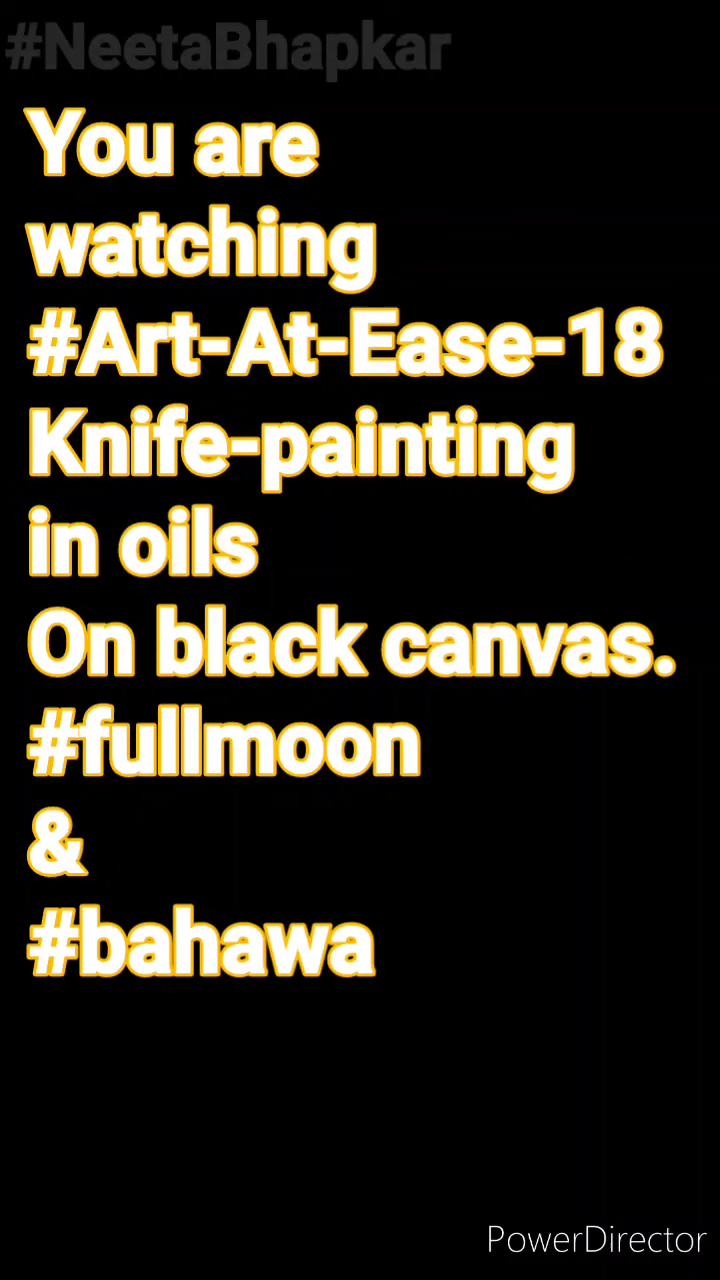 #NeetaBhapkar
You are
watching
#Art-At-Ease-18
Knife-painting
in oils
On black canvas.
#fullmoon
&
#bahawa
PowerDirector